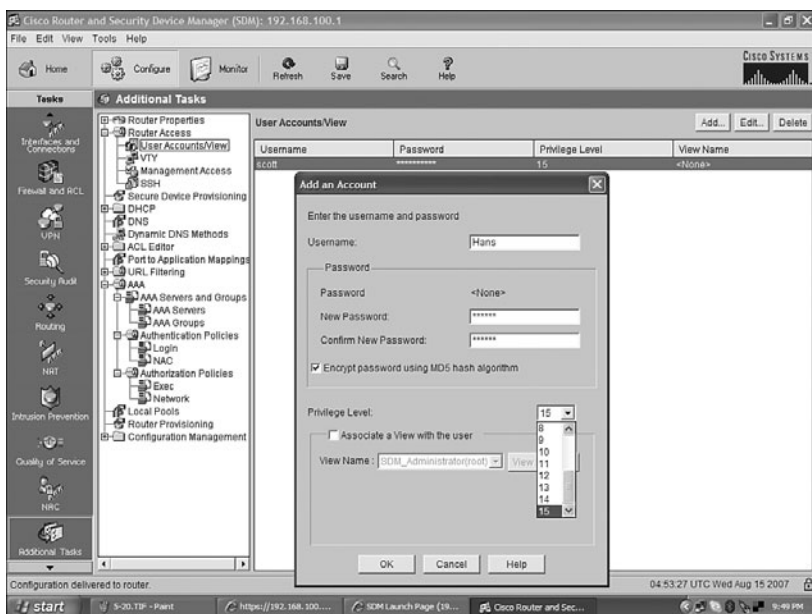 Cisco Router and Security Device Manager (SDM): 192.168.100.1
File Edit View Tools Help
Home
Configure
Monitor
Refresh
Save
Search
Help
CISCO SYSTEMS
Tasks
Additional Tasks
Interfaces and Connections
Firewall and ACL
VPN
Security Audit
Routing
NAT
Intrusion Prevention
Quality of Service
NAC
Additional Tasks
Router Properties
Router Access
User Accounts/View
VTY
Management Access
SSH
Secure Device Provisioning
DHCP
DNS
Dynamic DNS Methods
ACL Editor
Port to Application Mappings
URL Filtering
AAA
AAA Servers and Groups
AAA Servers
AAA Groups
Authentication Policies
Login
NAC
Authorization Policies
Exec
Network
Local Pools
Router Provisioning
Configuration Management
User Accounts/View
Add... Edit... Delete
Username Password Privilege Level View Name
scott ********** 15 <None>
Add an Account
Enter the username and password
Username: Hans
Password
Password <None>
New Password: ******
Confirm New Password: ******
Encrypt password using MD5 hash algorithm
Privilege Level: 15
8
9
10
11
12
13
14
15
Associate a View with the user
View Name : SDM_Administrator(root) View
OK Cancel Help
Configuration delivered to router.
04:53:27 UTC Wed Aug 15 2007
start
S-20.TIF - Paint
https://192.168.100....
SDM Launch Page (19...
Cisco Router and Sec...
9:49 PM